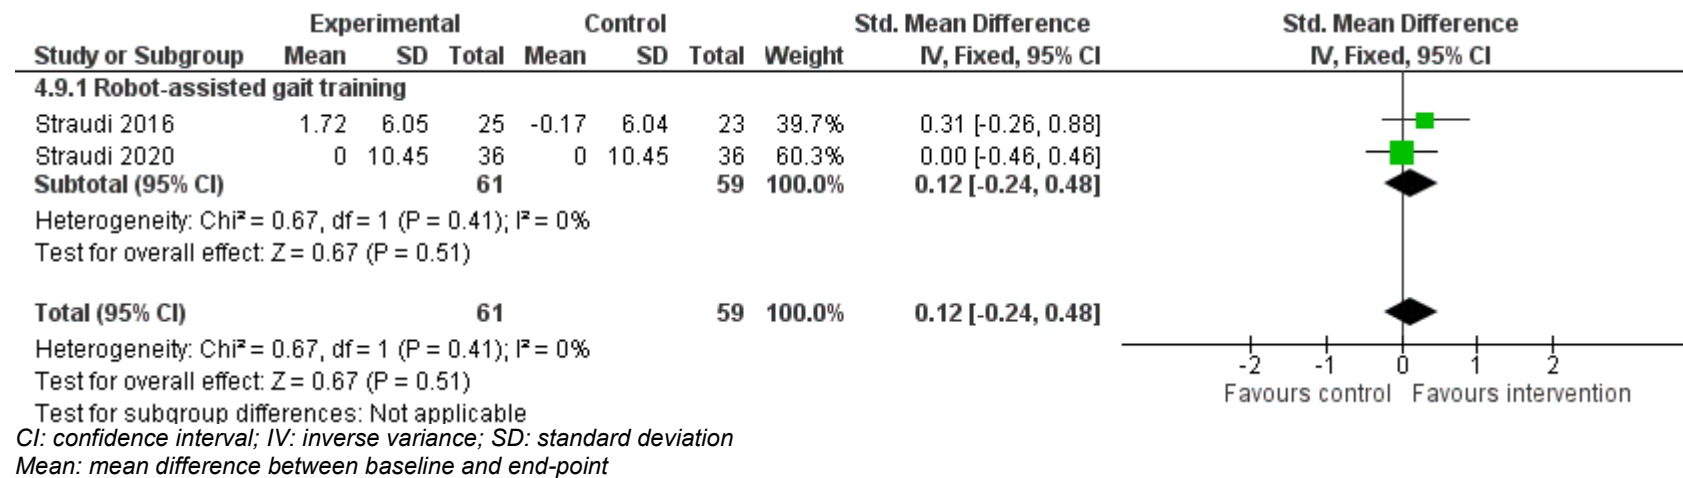 Experimental Control Std. Mean Difference Std. Mean Difference
Study or Subgroup Mean SD Total Mean SD Total Weight IV, Fixed, 95% CI IV, Fixed, 95% CI
4.9.1 Robot-assisted gait training
Straudi 2016 1.72 6.05 25 -0.17 6.04 23 39.7% 0.31 [-0.26, 0.88]
Straudi 2020 0 10.45 36 0 10.45 36 60.3% 0.00 [-0.46, 0.46]
Subtotal (95% CI) 61 59 100.0% 0.12 [-0.24, 0.48]
Heterogeneity: Chi² = 0.67, df = 1 (P = 0.41); I² = 0%
Test for overall effect: Z = 0.67 (P = 0.51)
Total (95% CI) 61 59 100.0% 0.12 [-0.24, 0.48]
Heterogeneity: Chi² = 0.67, df = 1 (P = 0.41); I² = 0%
Test for overall effect: Z = 0.67 (P = 0.51)
Test for subgroup differences: Not applicable
-2 -1 0 1 2
Favours control Favours intervention
CI: confidence interval; IV: inverse variance; SD: standard deviation
Mean: mean difference between baseline and end-point